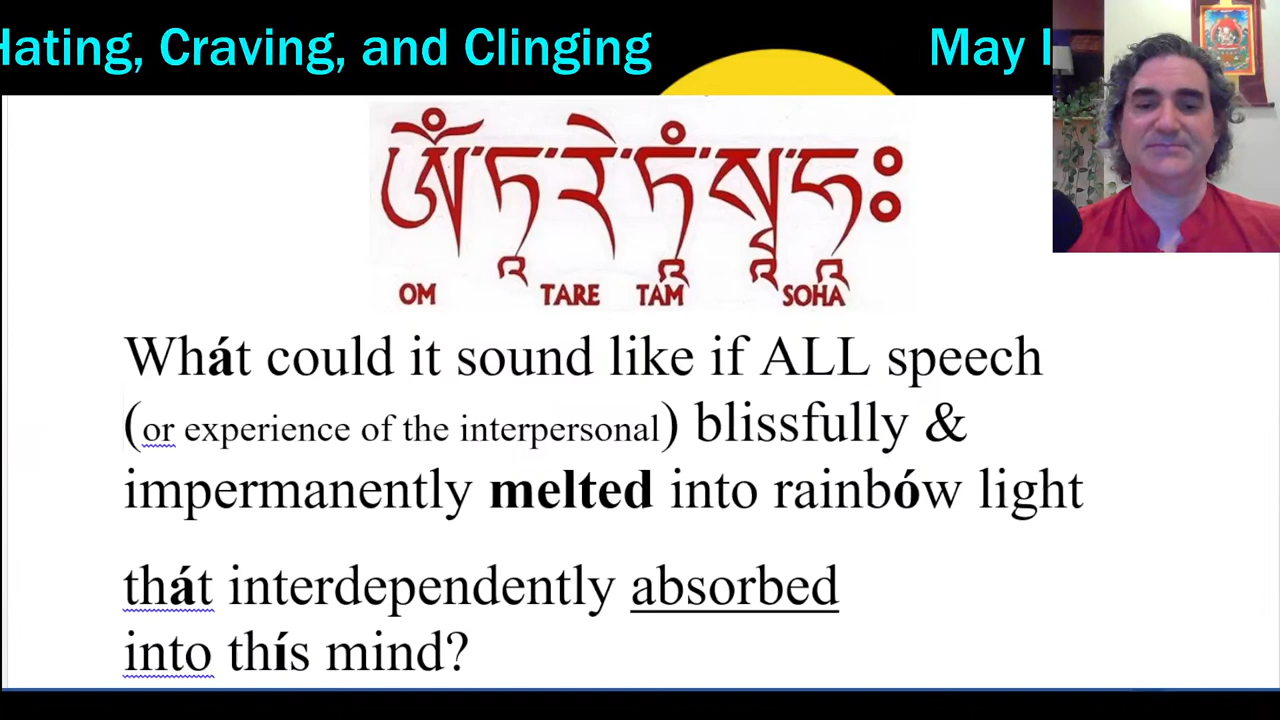 Hating, Craving, and Clinging May
ཨོཾ་ཏཱ་རེ་ཏཱཾ་སྭཱ་ཧཱཿ
OM TARE TAM SOHA
Whát could it sound like if ALL speech
(or experience of the interpersonal) blissfully &
impermanently melted into rainbów light
thát interdependently absorbed
into thís mind?